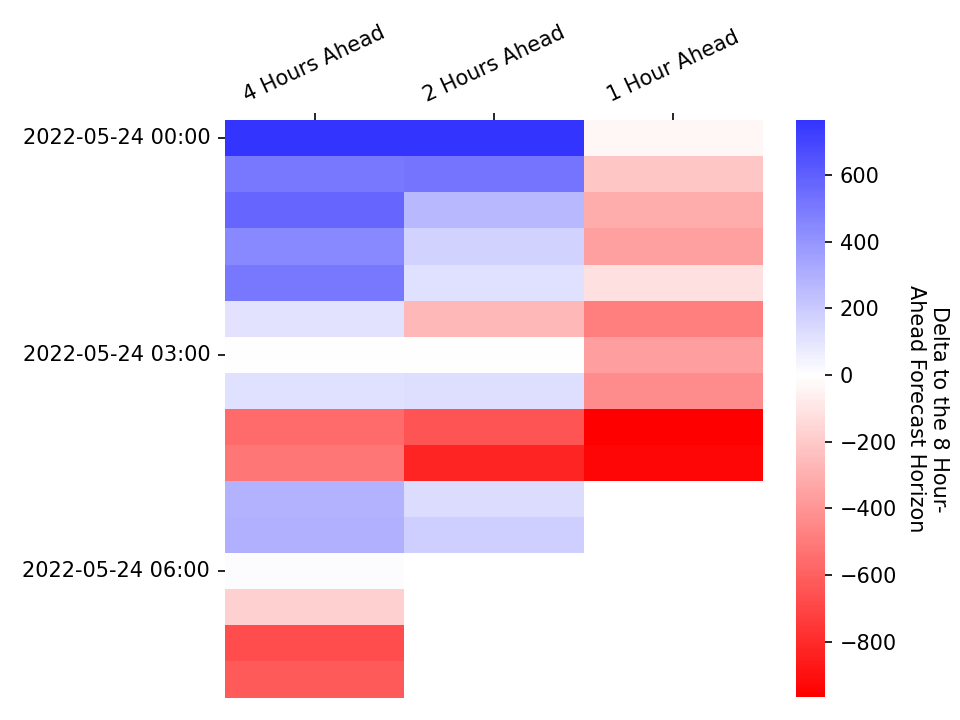 4 Hours Ahead
2 Hours Ahead
1 Hour Ahead
2022-05-24 00:00
2022-05-24 03:00
2022-05-24 06:00
600
400
200
0
−200
−400
−600
−800
Delta to the 8 Hour-
Ahead Forecast Horizon